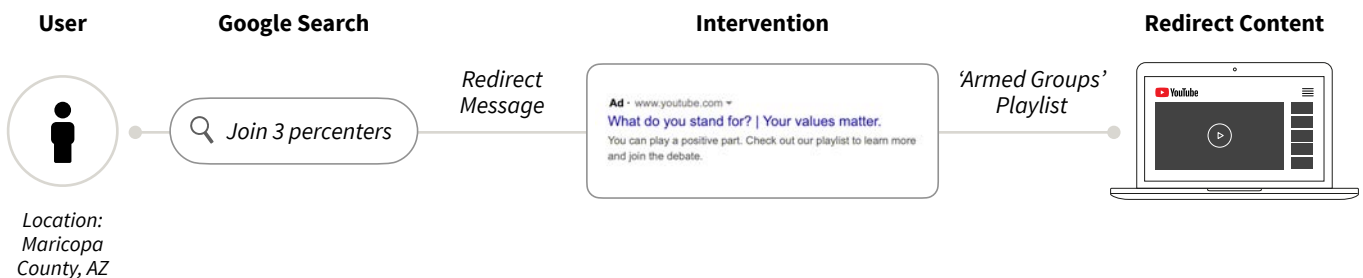 User
Google Search
Intervention
Redirect Content
Location:
Maricopa
County, AZ
Join 3 percenters
Redirect
Message
Ad · www.youtube.com
What do you stand for? | Your values matter.
You can play a positive part. Check out our playlist to learn more
and join the debate.
‘Armed Groups’
Playlist
YouTube